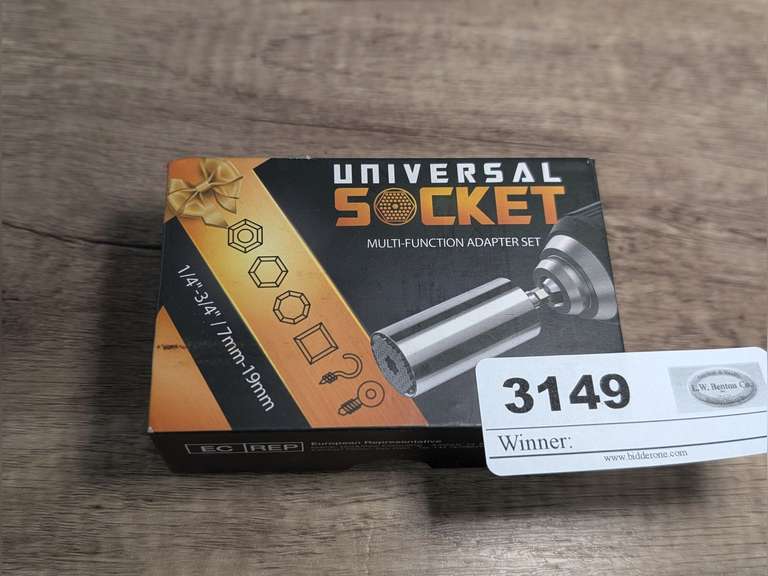 UNIVERSAL
SOCKET
MULTI-FUNCTION ADAPTER SET
1/4"-3/4" / 7mm-19mm
EC REP
European Representative
3149
L.W. Benton Co.
Winner:
www.bidderone.com